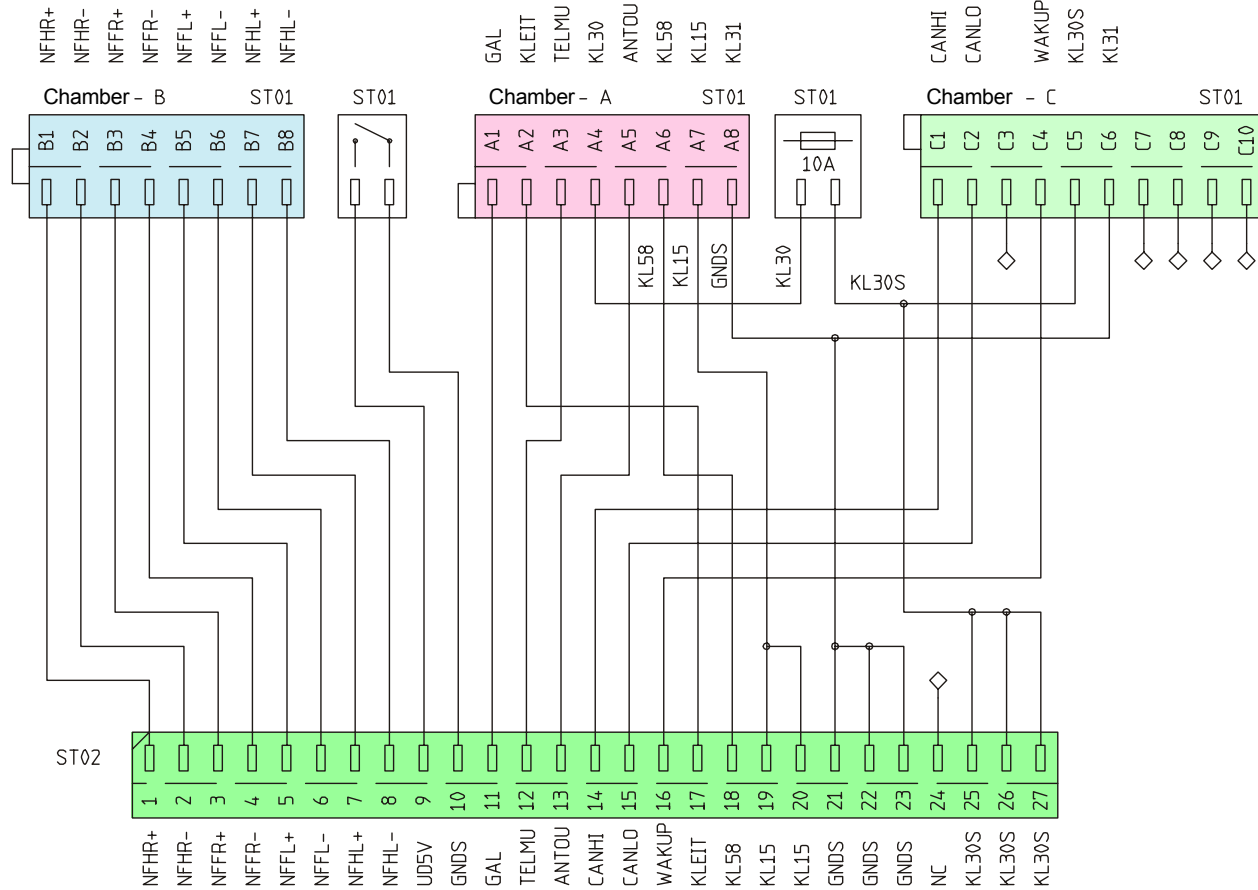 NFHR+ NFHR- NFFR+ NFFR- NFFL+ NFFL- NFHL+ NFHL- GAL KLEIT TELMU KL30 ANTOU KL58 KL15 KL31 CANHI CANLO WAKUP KL30S Kl31
Chamber - B ST01 ST01 Chamber - A ST01 ST01 Chamber - C ST01
B1 B2 B3 B4 B5 B6 B7 B8 A1 A2 A3 A4 A5 A6 A7 A8 10A C1 C2 C3 C4 C5 C6 C7 C8 C9 C10
KL58 KL15 GNDS KL30 KL30S
ST02
1 2 3 4 5 6 7 8 9 10 11 12 13 14 15 16 17 18 19 20 21 22 23 24 25 26 27
NFHR+ NFHR- NFFR+ NFFR- NFFL+ NFFL- NFHL+ NFHL- UD5V GNDS GAL TELMU ANTOU CANHI CANLO WAKUP KLEIT KL58 KL15 KL15 GNDS GNDS GNDS NC KL30S KL30S KL30S